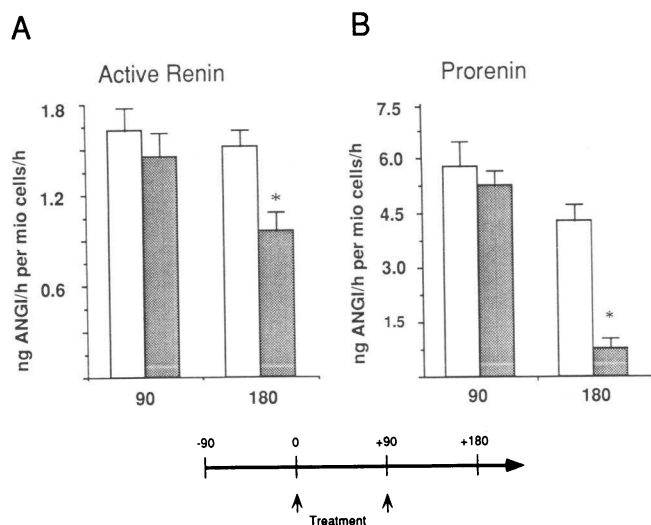 A
Active Renin
ng ANGI/h per mio cells/h
1.8
1.2
0.6
*
90
180
B
Prorenin
ng ANGI/h per mio cells/h
7.5
6.0
4.5
3.0
1.5
*
90
180
-90
0
+90
+180
Treatment